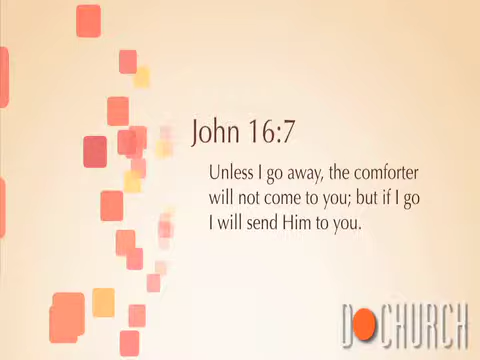 John 16:7
Unless I go away, the comforter
will not come to you; but if I go
I will send Him to you.
DOCHURCH